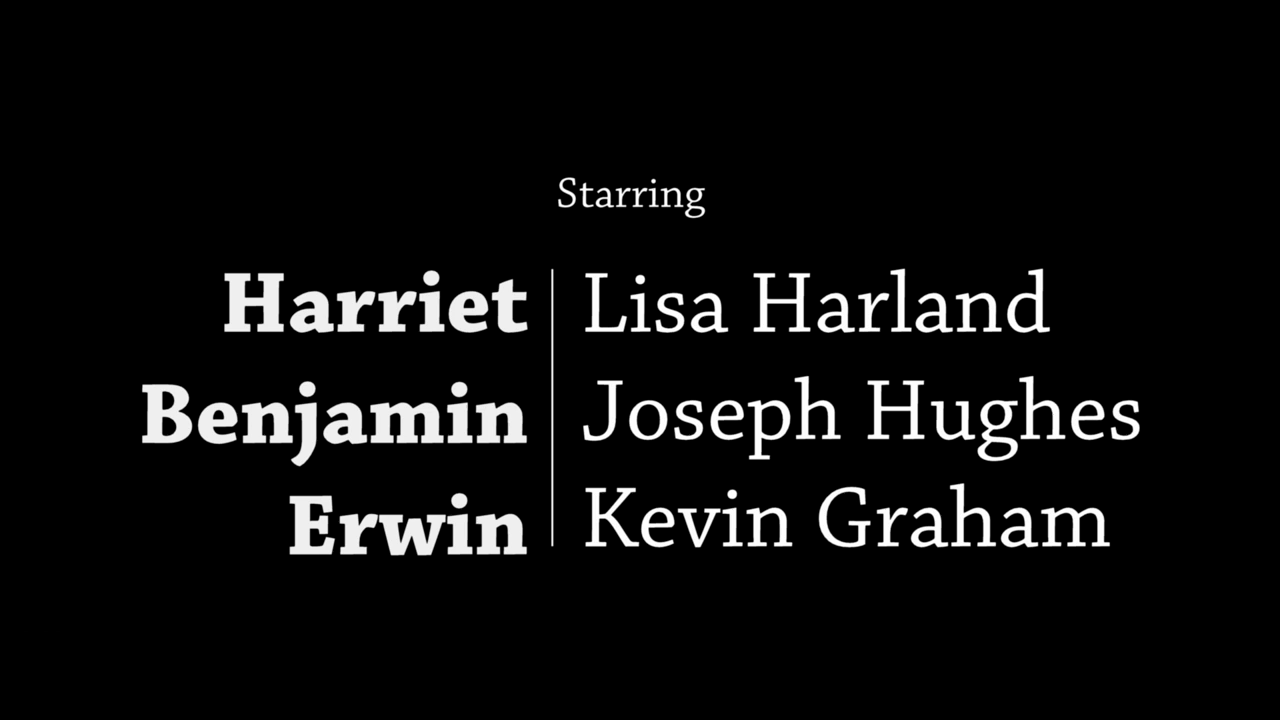 Starring
Harriet Lisa Harland
Benjamin Joseph Hughes
Erwin Kevin Graham